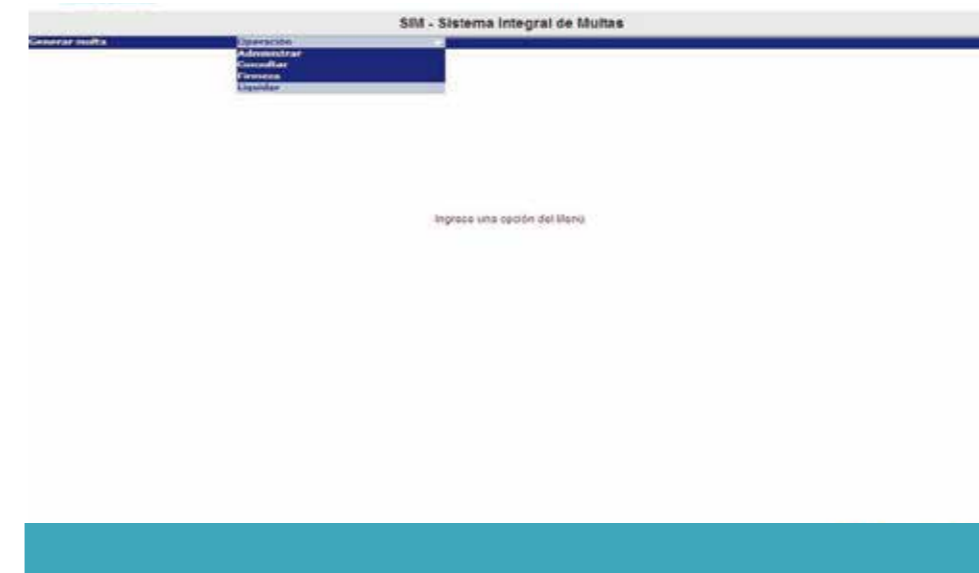 SIM - Sistema Integral de Multas
Generar multa Operación
Administrar
Consultar
Firmeza
Liquidar
Ingrese una opción del Menú